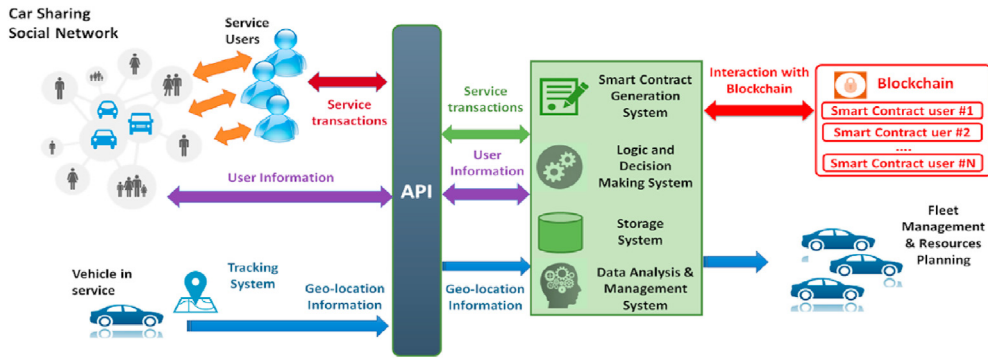 Car Sharing
Social Network
Service
Users
Service
transactions
User Information
Vehicle in
service
Tracking
System
Geo-location
Information
API
Service
transactions
User
Information
Geo-location
Information
Smart Contract
Generation
System
Logic and
Decision
Making System
Storage
System
Data Analysis &
Management
System
Interaction with
Blockchain
Blockchain
Smart Contract user #1
Smart Contract uer #2
....
Smart Contract user #N
Fleet
Management
& Resources
Planning